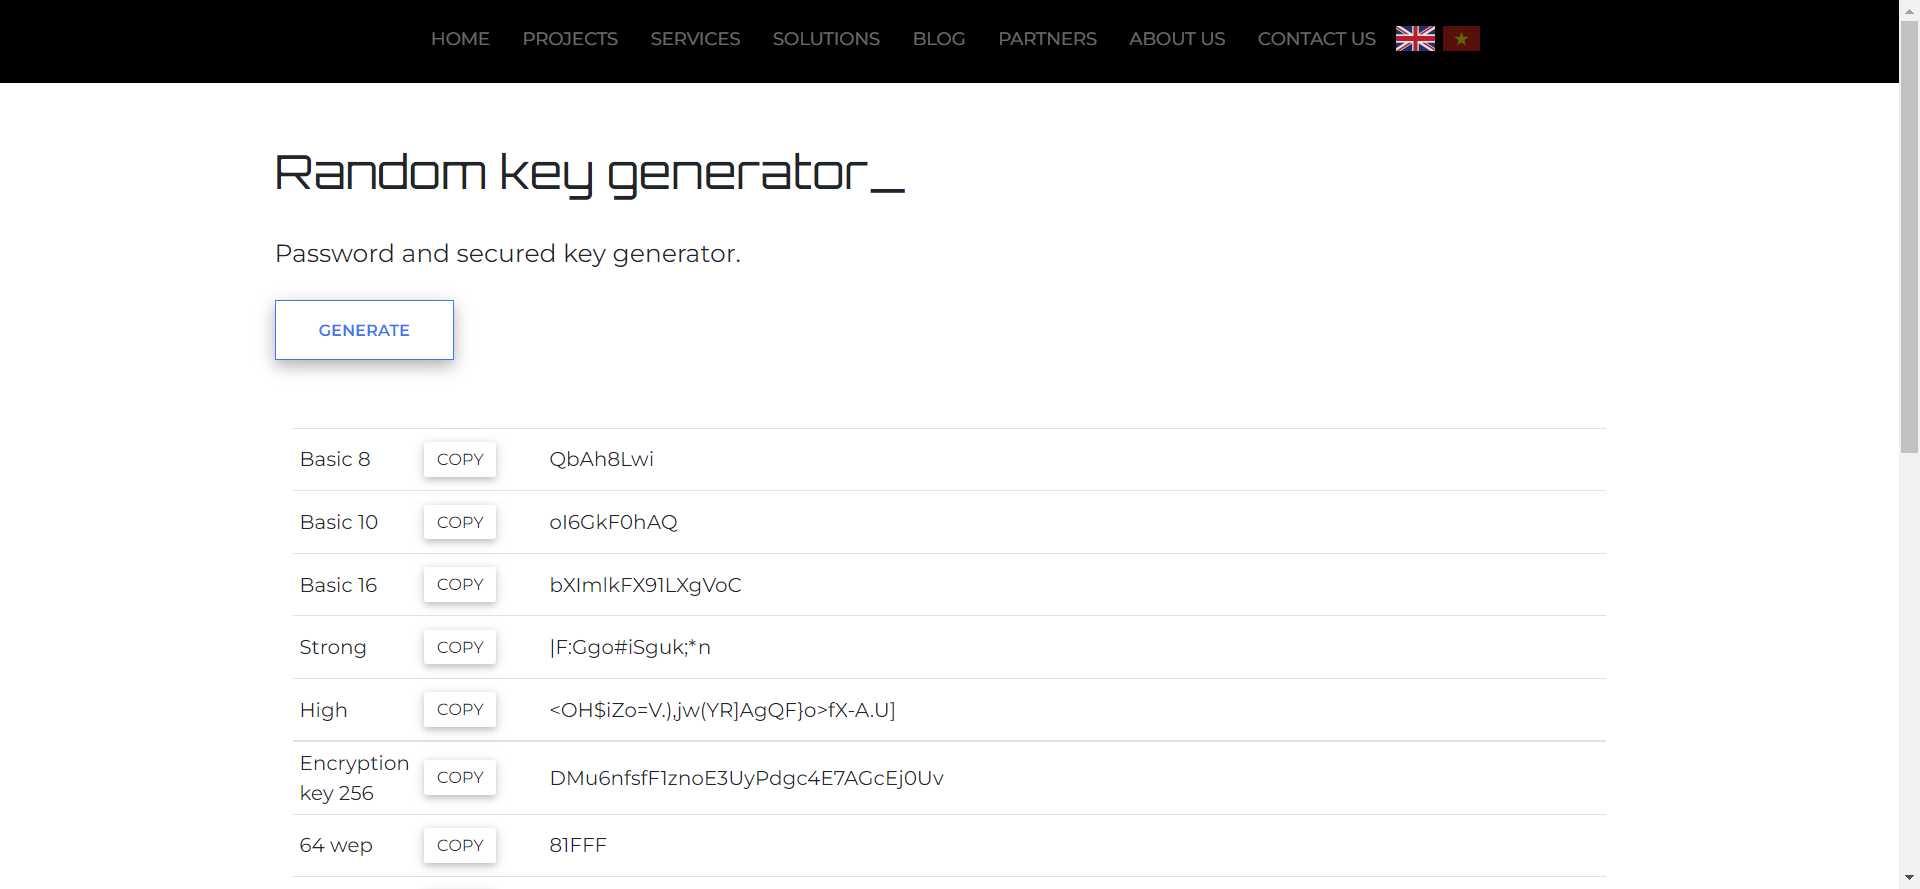 HOME PROJECTS SERVICES SOLUTIONS BLOG PARTNERS ABOUT US CONTACT US
Random key generator_
Password and secured key generator.
GENERATE
Basic 8 COPY QbAh8Lwi
Basic 10 COPY oI6GkF0hAQ
Basic 16 COPY bXImlkFX91LXgVoC
Strong COPY |F:Ggo#iSguk;*n
High COPY <OH$iZo=V.),jw(YR]AgQF}o>fX-A.U]
Encryption
key 256 COPY DMu6nfsfF1znoE3UyPdgc4E7AGcEj0Uv
64 wep COPY 81FFF